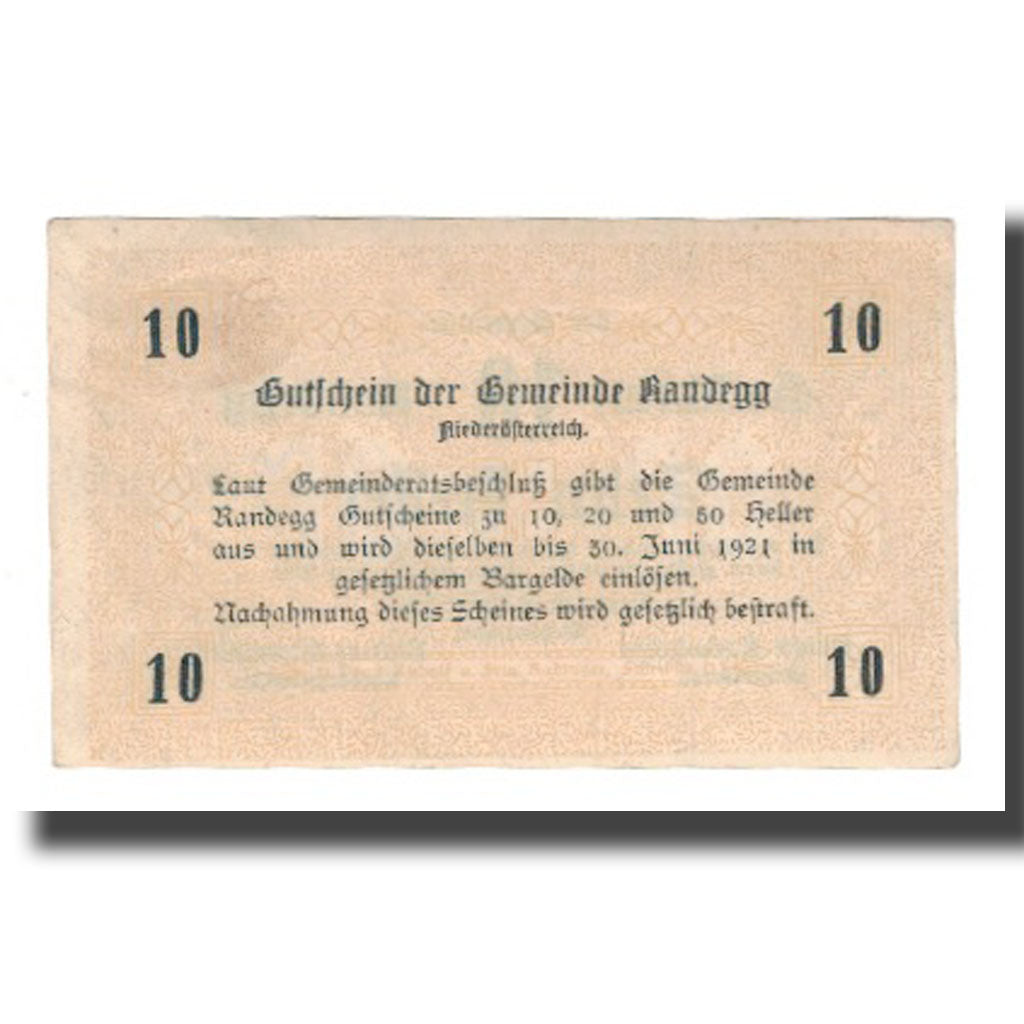 10 10
Gutschein der Gemeinde Randegg
Niederösterreich.
Laut Gemeinderatsbeschluß gibt die Gemeinde
Randegg Gutscheine zu 10, 20 und 50 Heller
aus und wird dieselben bis 30. Juni 1921 in
gesetzlichem Bargelde einlösen.
Nachahmung dieses Scheines wird gesetzlich bestraft.
10 10